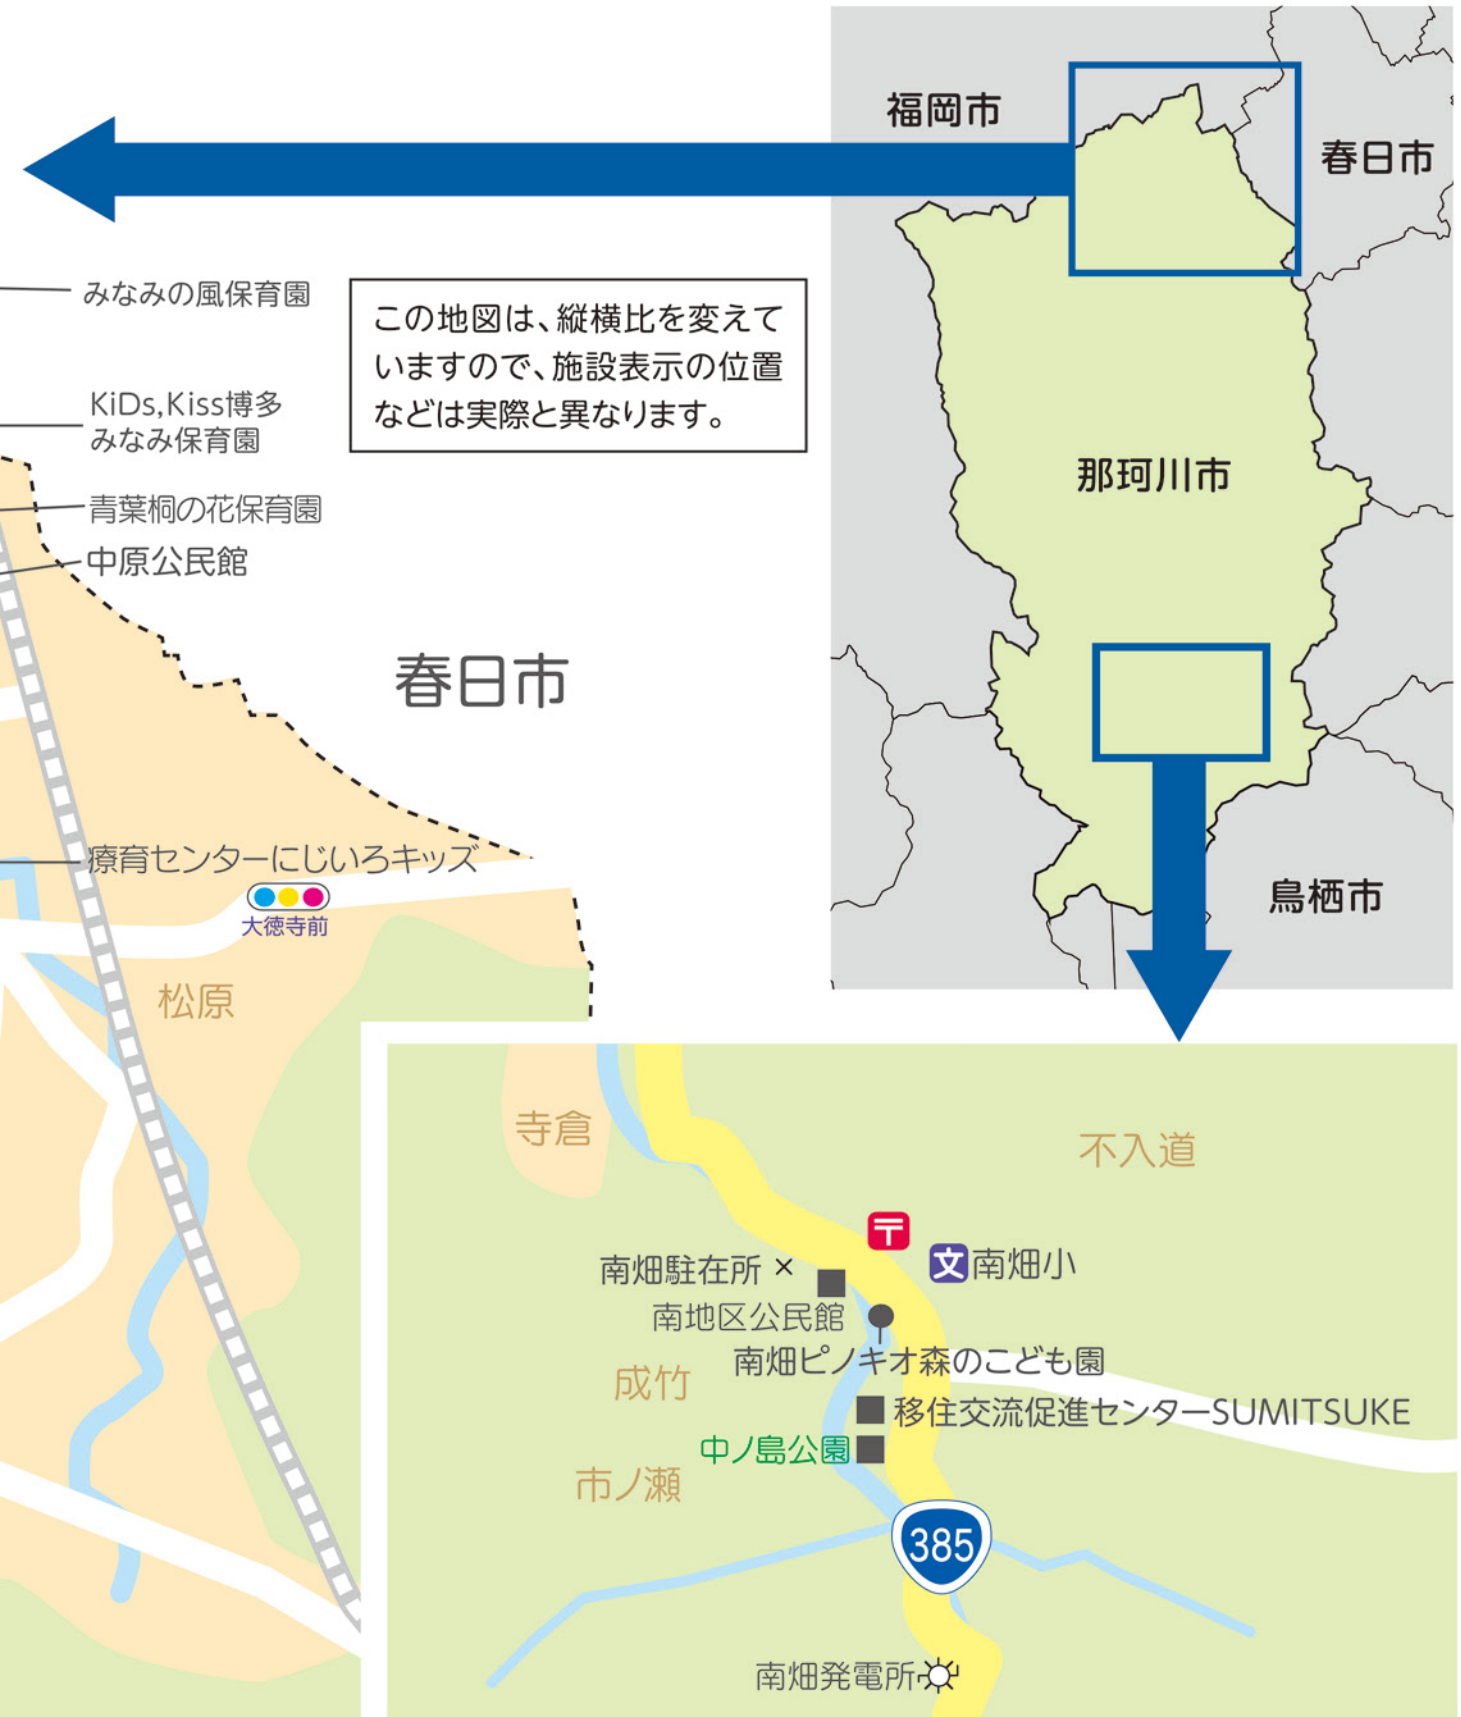 福岡市
春日市
みなみの風保育園
この地図は、縦横比を変えて
いますので、施設表示の位置
などは実際と異なります。
KiDs,Kiss博多
みなみ保育園
那珂川市
青葉桐の花保育園
中原公民館
春日市
療育センターにじいろキッズ
大徳寺前
鳥栖市
松原
寺倉
不入道
〒
文南畑小
南畑駐在所
南地区公民館
南畑ピノキオ森のこども園
成竹
移住交流促進センターSUMITSUKE
中ノ島公園
市ノ瀬
385
南畑発電所